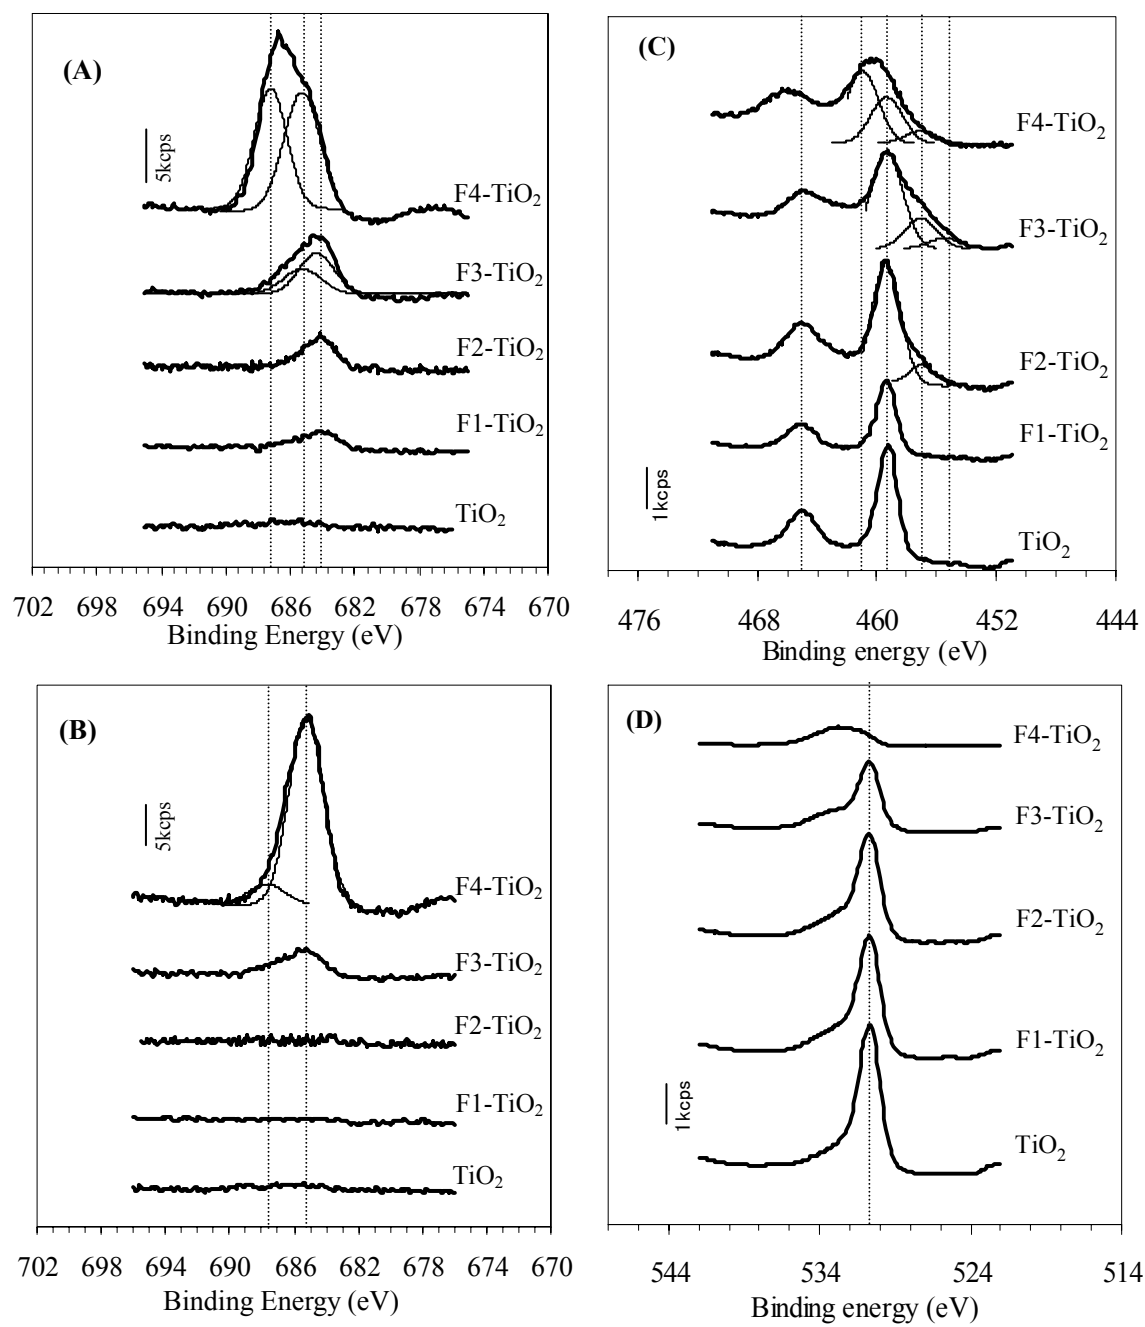 (A)
5kcps
F4-TiO₂
F3-TiO₂
F2-TiO₂
F1-TiO₂
TiO₂
702 698 694 690 686 682 678 674 670
Binding Energy (eV)
(C)
F4-TiO₂
F3-TiO₂
F2-TiO₂
F1-TiO₂
1kcps
TiO₂
476 468 460 452 444
Binding energy (eV)
(B)
5kcps
F4-TiO₂
F3-TiO₂
F2-TiO₂
F1-TiO₂
TiO₂
702 698 694 690 686 682 678 674 670
Binding Energy (eV)
(D)
F4-TiO₂
F3-TiO₂
F2-TiO₂
F1-TiO₂
1kcps
TiO₂
544 534 524 514
Binding energy (eV)